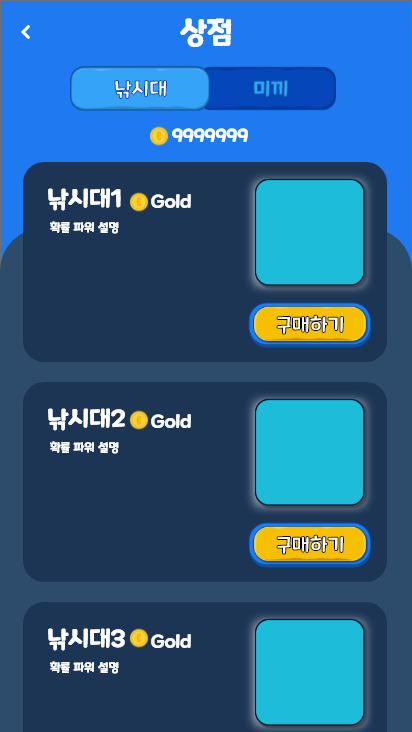 상점
낚시대 미끼
9999999
낚시대1 Gold
확률 파워 설명
구매하기
낚시대2 Gold
확률 파워 설명
구매하기
낚시대3 Gold
확률 파워 설명